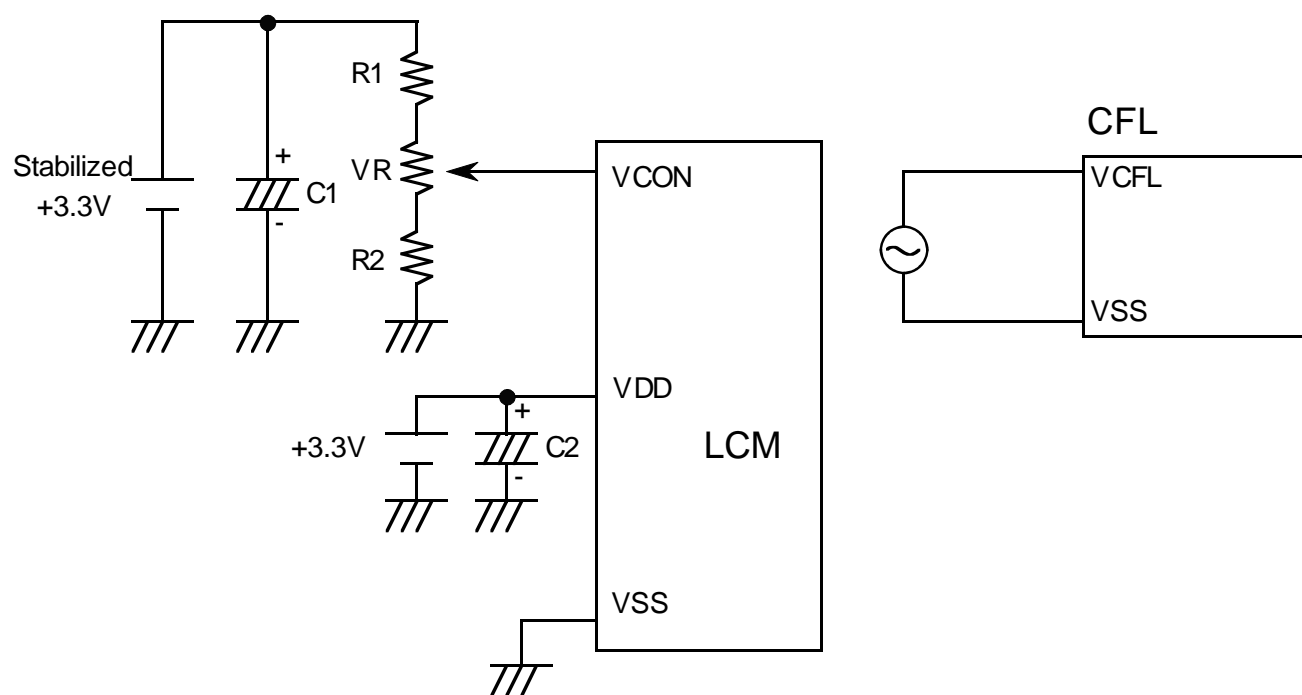 R1
CFL
Stabilized
+3.3V
+
-
C1
VR
VCON
VCFL
R2
VSS
VDD
+3.3V
+
-
C2
LCM
VSS